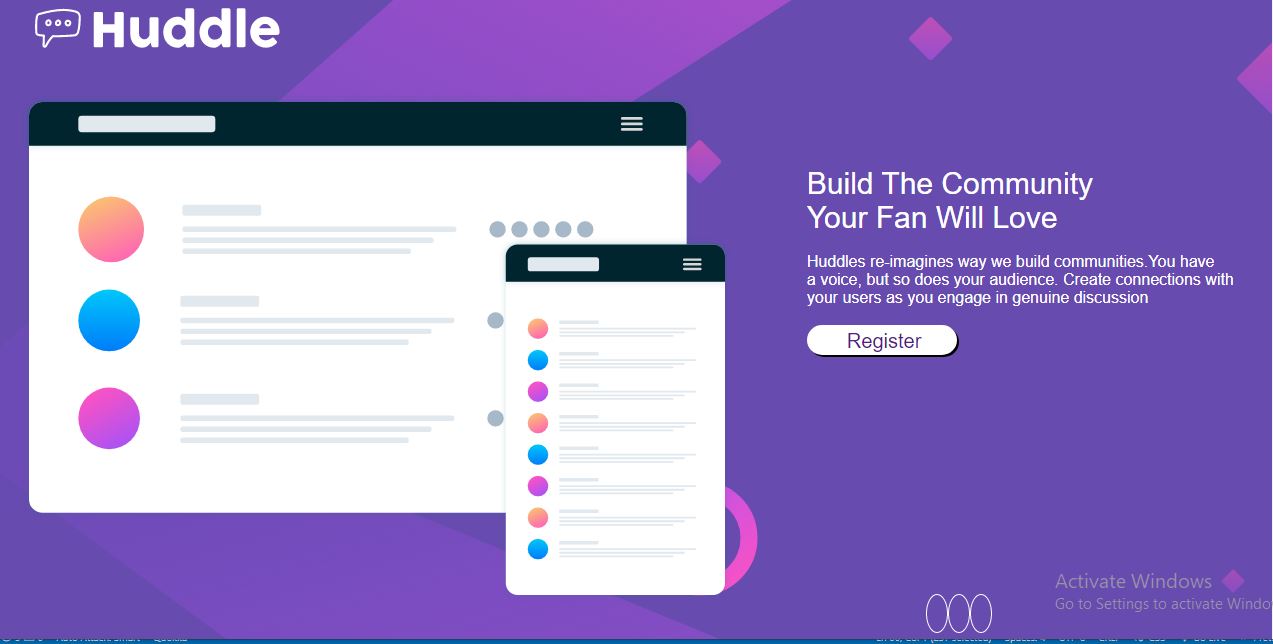 Huddle
Build The Community
Your Fan Will Love
Huddles re-imagines way we build communities.You have
a voice, but so does your audience. Create connections with
your users as you engage in genuine discussion
Register
Activate Windows
Go to Settings to activate Windo